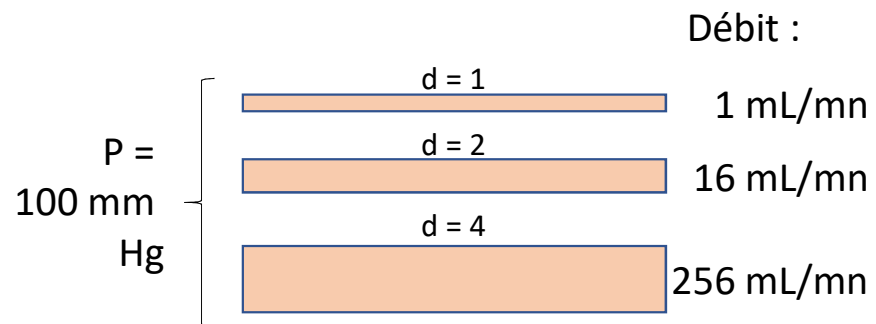 Débit :
d = 1
1 mL/mn
P =
100 mm
Hg
d = 2
16 mL/mn
d = 4
256 mL/mn